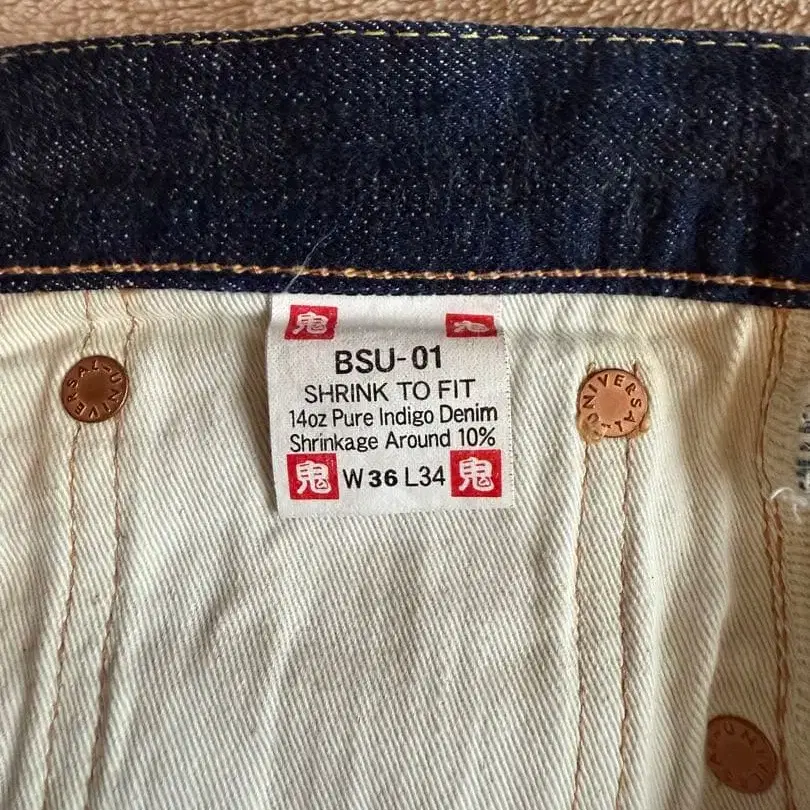 鬼
BSU-01
SHRINK TO FIT
14oz Pure Indigo Denim
Shrinkage Around 10%
鬼 W36 L34 鬼
UNIVERSAL
UNIVERSAL